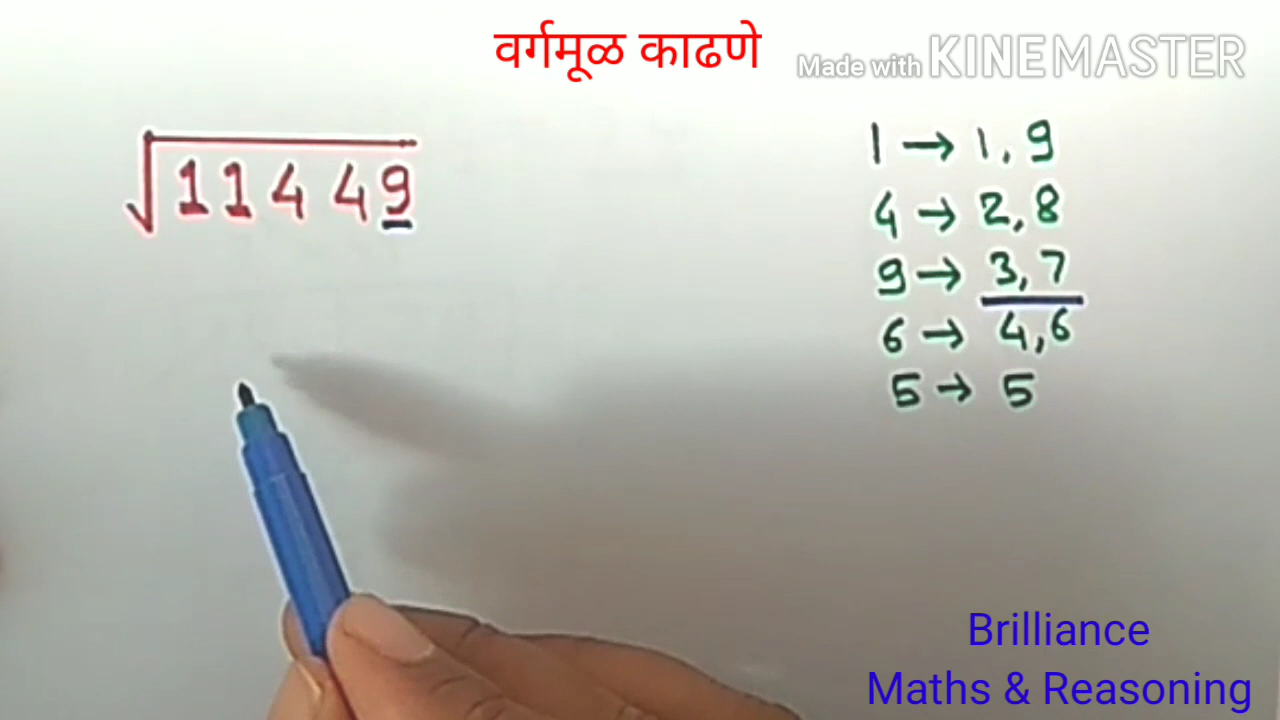 वर्गमूळ काढणे
Made with KINEMASTER
√11449
1 → 1, 9
4 → 2, 8
9 → 3, 7
6 → 4, 6
5 → 5
Brilliance
Maths & Reasoning